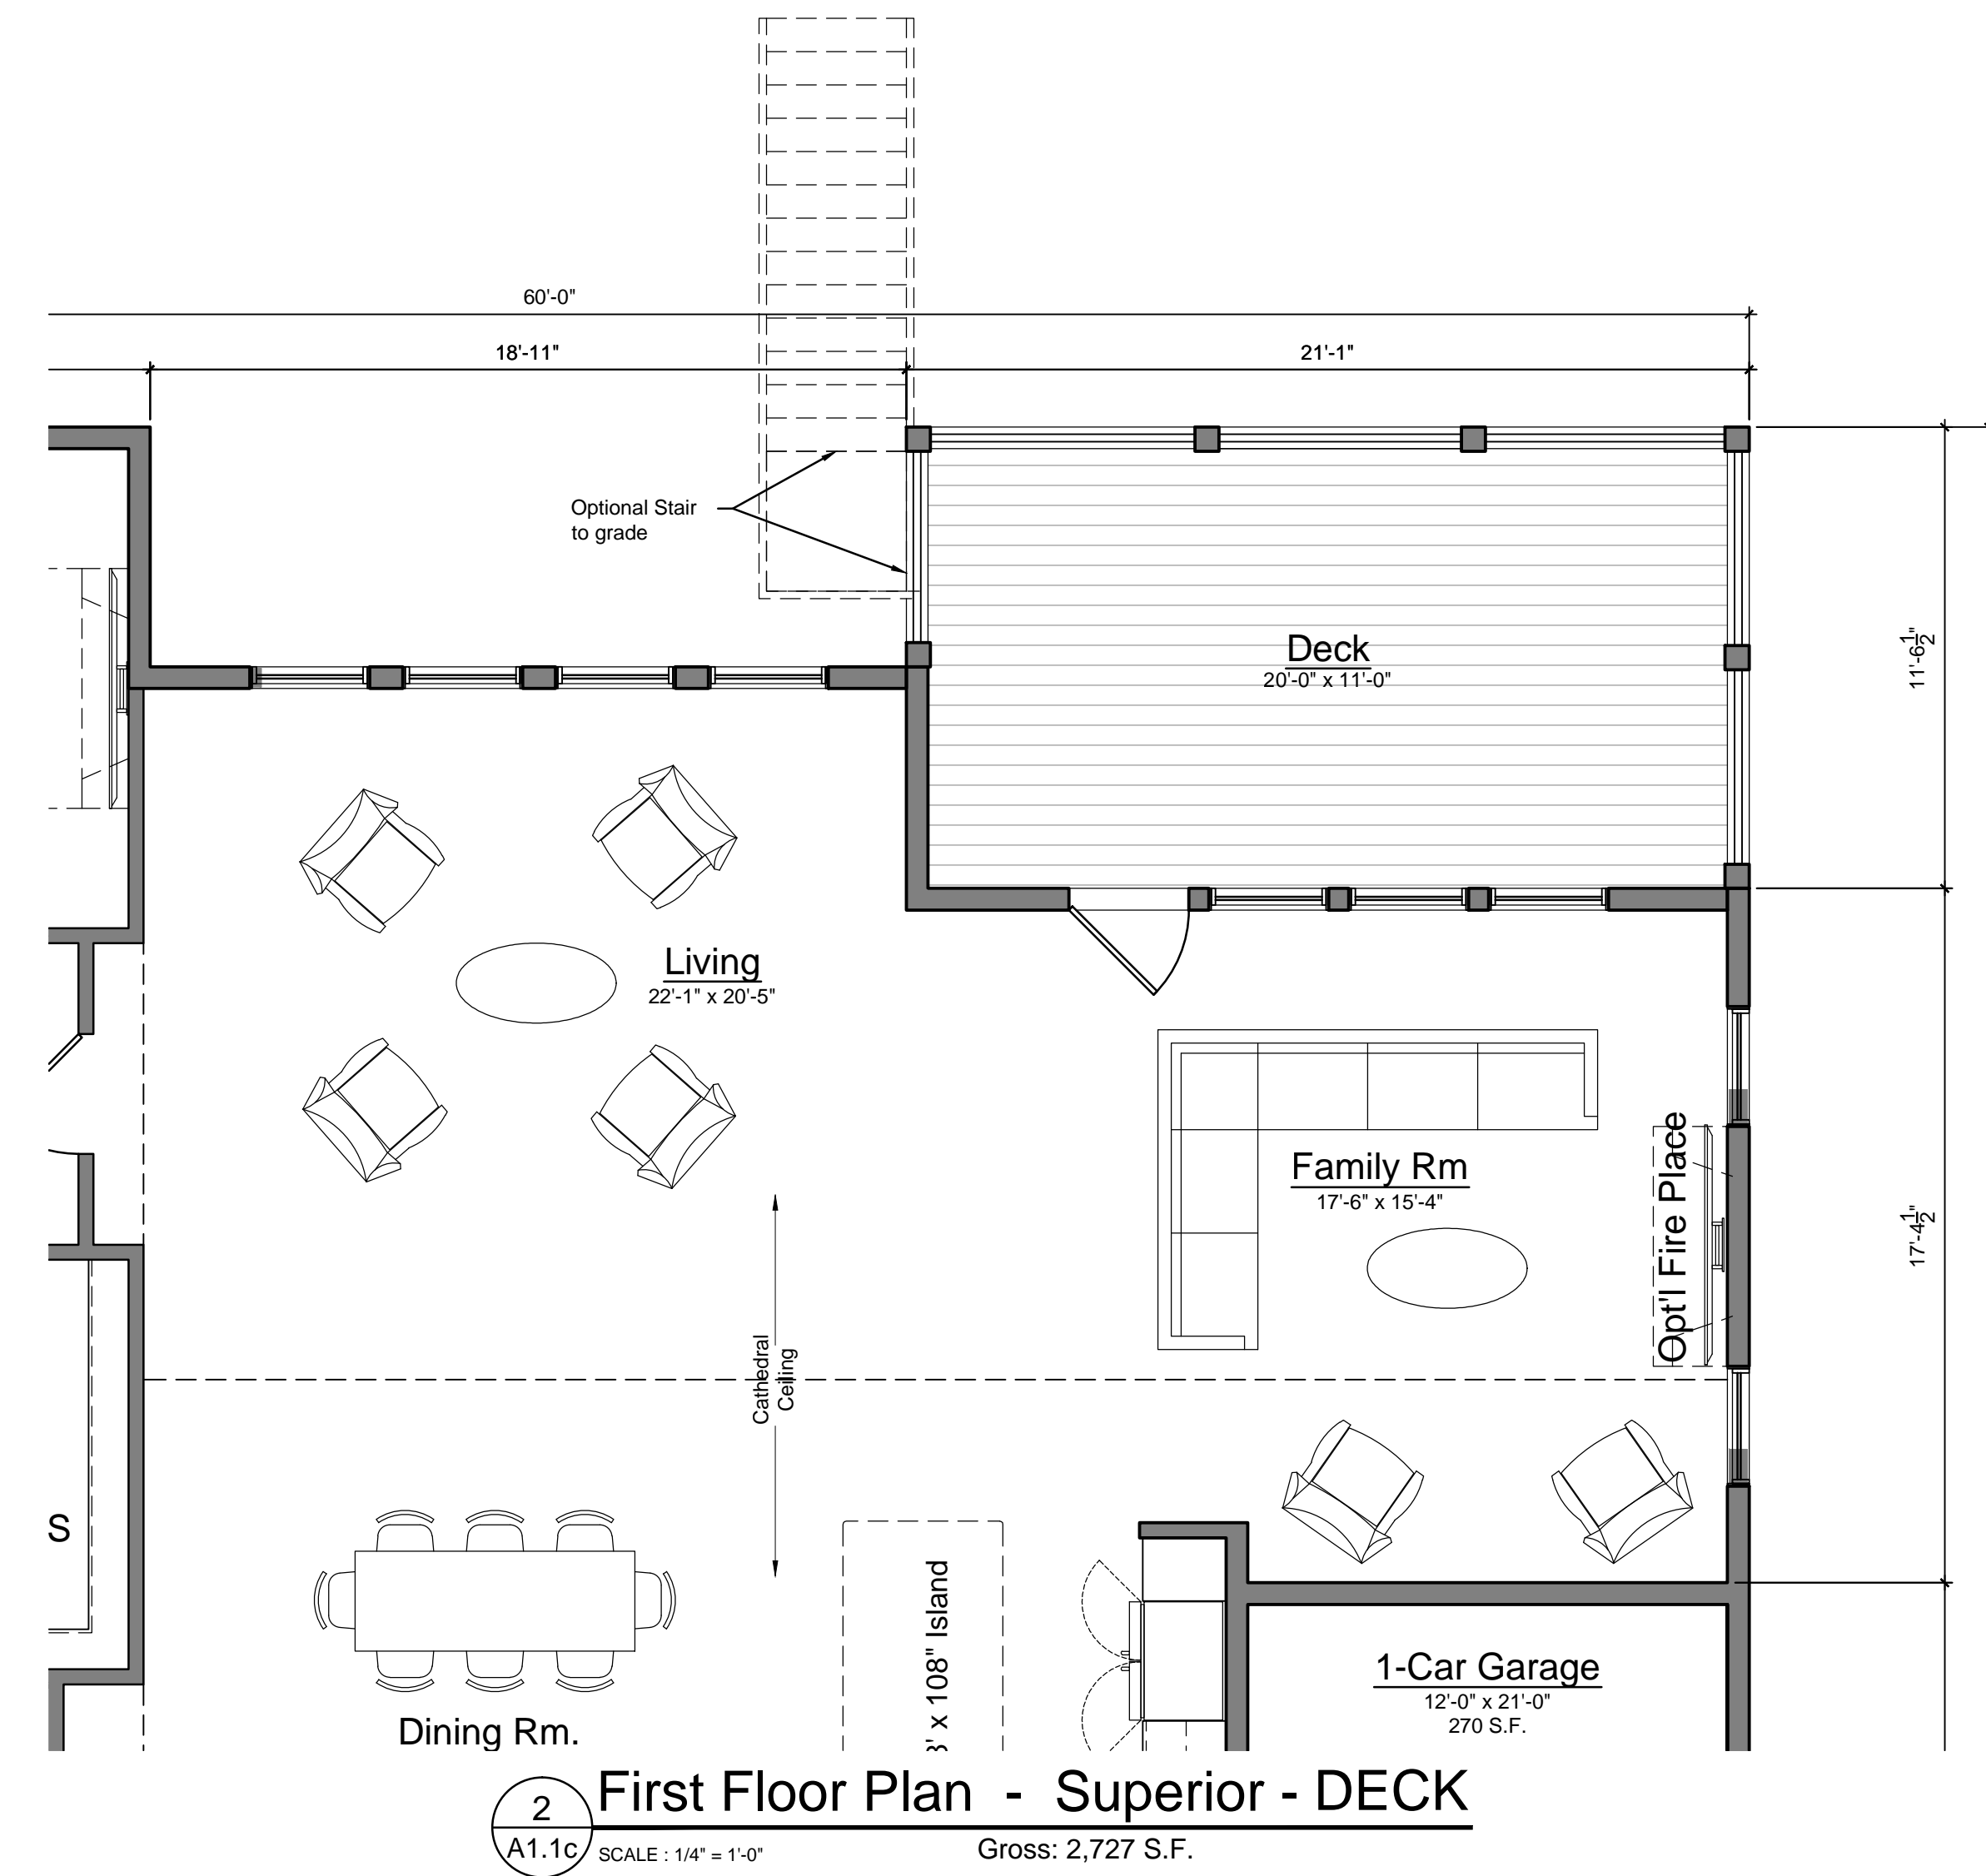 60'-0"
18'-11"
21'-1"
Optional Stair
to grade
Deck
20'-0" x 11'-0"
11'-6 1/2"
Living
22'-1" x 20'-5"
Family Rm
17'-6" x 15'-4"
Opt'l Fire Place
17'-4 1/2"
Cathedral
Ceiling
S
x 108" Island
1-Car Garage
12'-0" x 21'-0"
270 S.F.
Dining Rm.
2
A1.1c
First Floor Plan - Superior - DECK
SCALE : 1/4" = 1'-0"
Gross: 2,727 S.F.